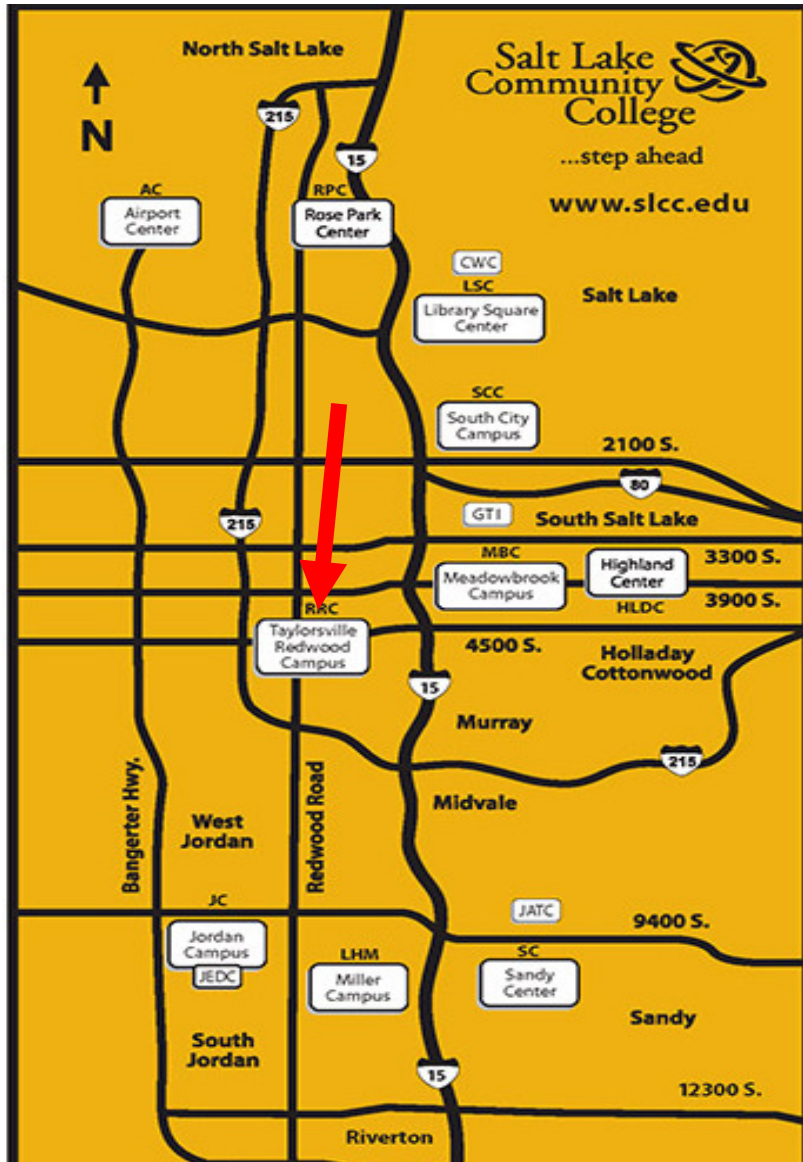 North Salt Lake
Salt Lake
Community
College
...step ahead
www.slcc.edu
N
215
15
AC
Airport
Center
RPC
Rose Park
Center
CWC
LSC
Library Square
Center
Salt Lake
SCC
South City
Campus
2100 S.
80
215
GTI
South Salt Lake
MBC
Meadowbrook
Campus
Highland
Center
HLDC
3300 S.
3900 S.
RRC
Taylorsville
Redwood
Campus
4500 S.
Holladay
Cottonwood
15
Murray
215
Midvale
Bangerter Hwy.
Redwood Road
West
Jordan
JC
Jordan
Campus
JEDC
LHM
Miller
Campus
JATC
9400 S.
SC
Sandy
Center
Sandy
South
Jordan
15
12300 S.
Riverton